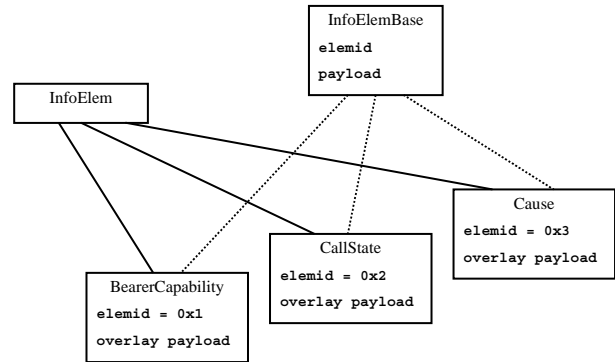 InfoElemBase
elemid
payload
InfoElem
Cause
elemid = 0x3
overlay payload
CallState
elemid = 0x2
overlay payload
BearerCapability
elemid = 0x1
overlay payload